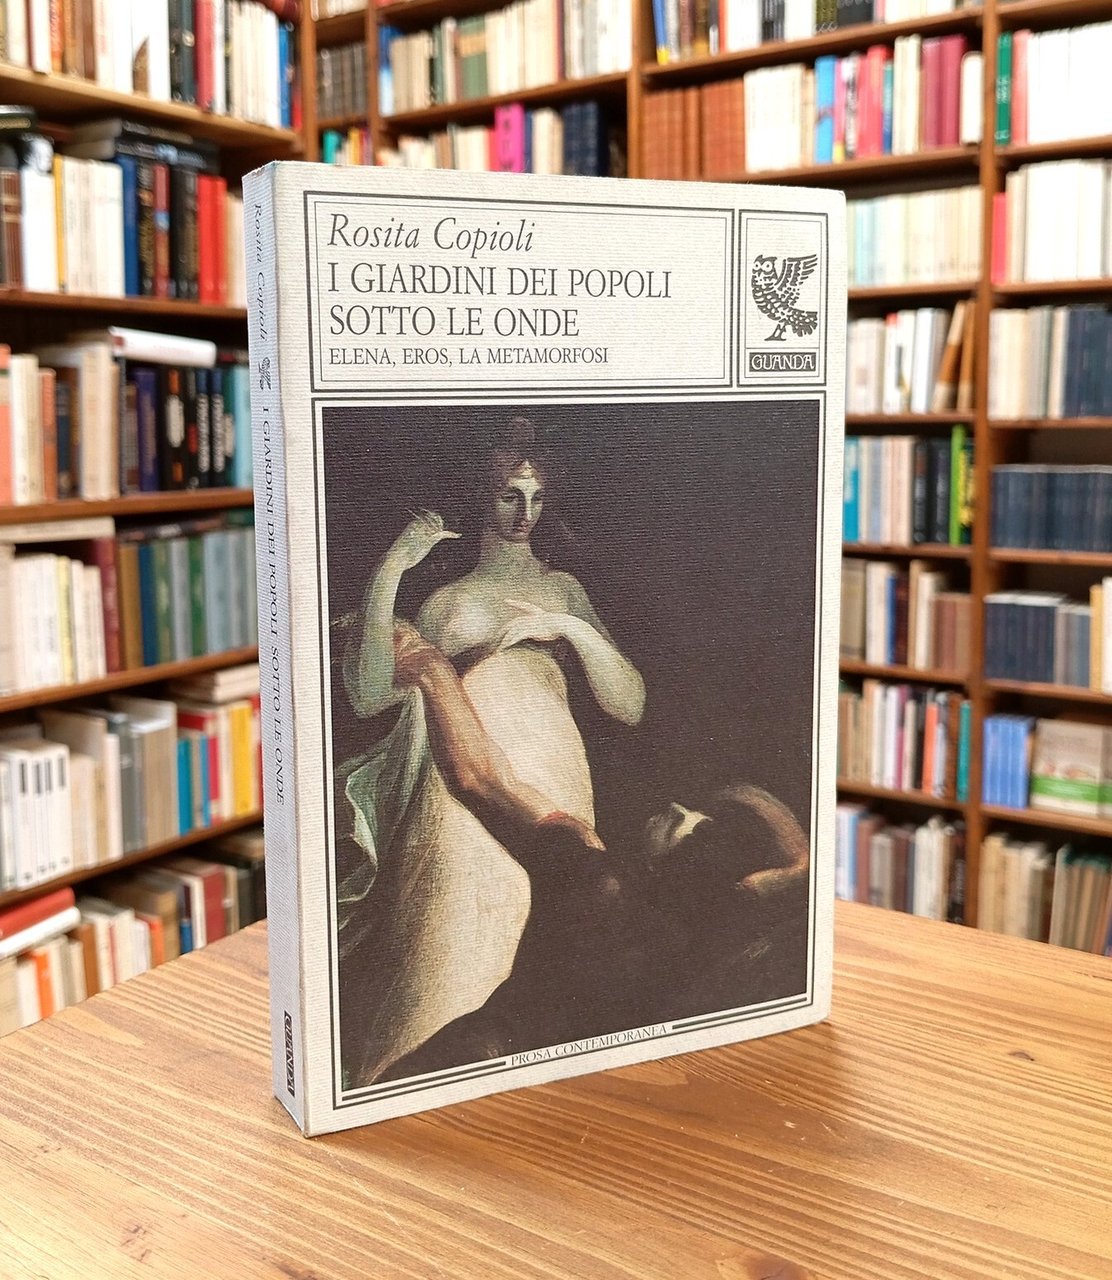 Rosita Copioli
I GIARDINI DEI POPOLI
SOTTO LE ONDE
ELENA, EROS, LA METAMORFOSI
GUANDA
PROSA CONTEMPORANEA
Rosita Copioli I GIARDINI DEI POPOLI SOTTO LE ONDE
GUANDA